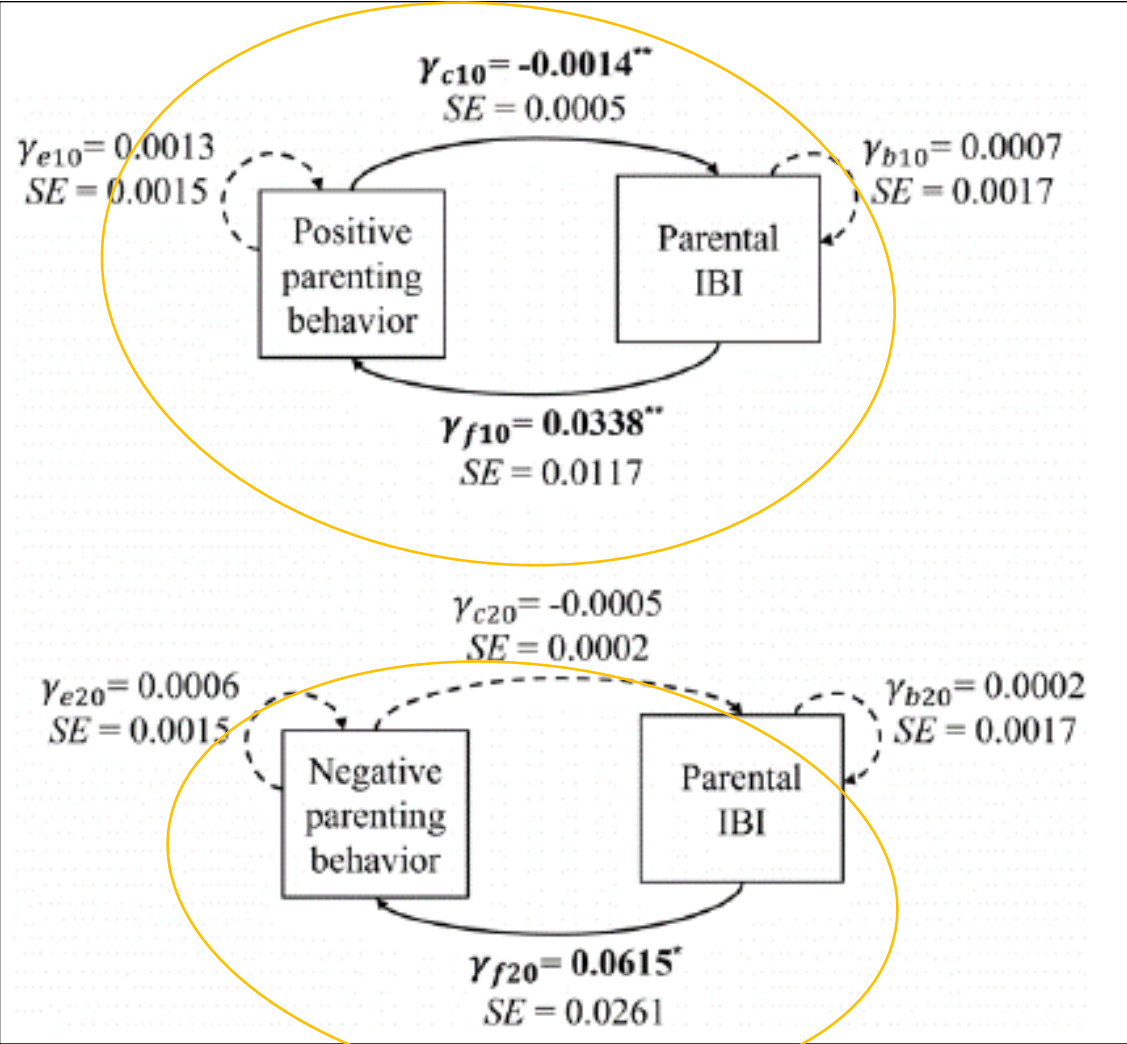 γc10= -0.0014**
SE = 0.0005
γe10= 0.0013
SE = 0.0015
γb10= 0.0007
SE = 0.0017
Positive
parenting
behavior
Parental
IBI
γf10= 0.0338**
SE = 0.0117
γc20= -0.0005
SE = 0.0002
γe20= 0.0006
SE = 0.0015
γb20= 0.0002
SE = 0.0017
Negative
parenting
behavior
Parental
IBI
γf20= 0.0615*
SE = 0.0261